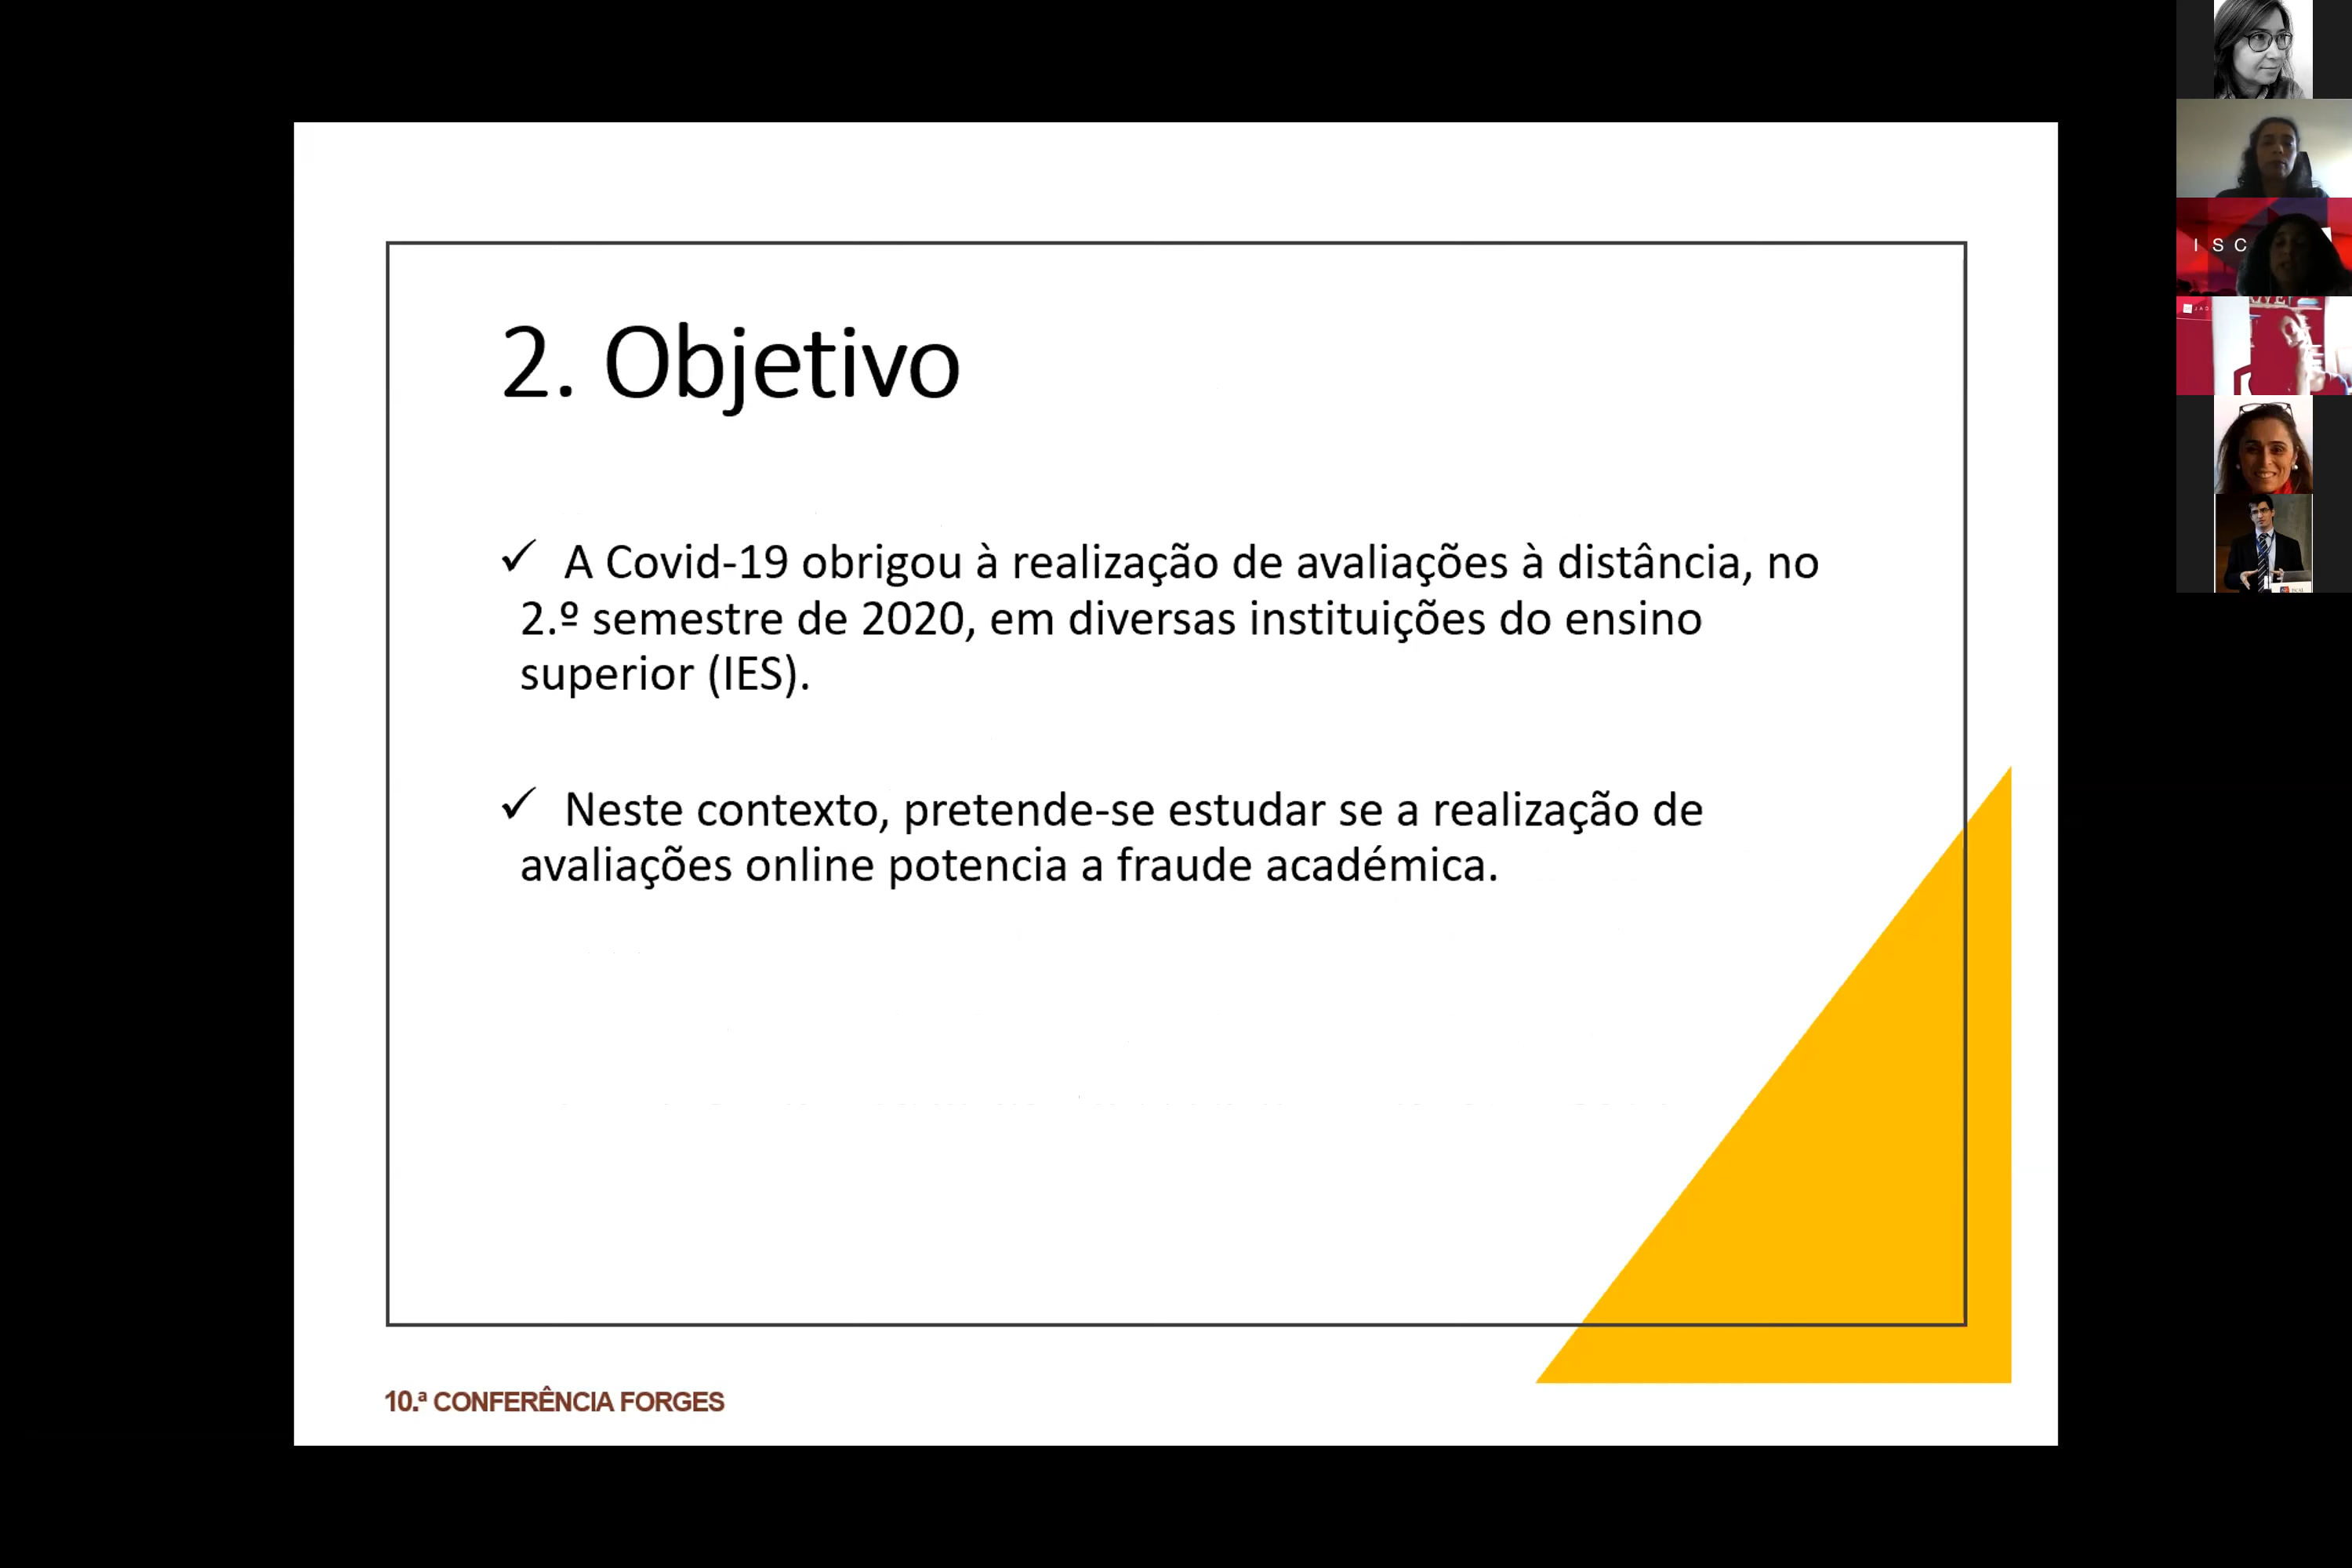 2. Objetivo
✓ A Covid-19 obrigou à realização de avaliações à distância, no
2.º semestre de 2020, em diversas instituições do ensino
superior (IES).
✓ Neste contexto, pretende-se estudar se a realização de
avaliações online potencia a fraude académica.
10.ª CONFERÊNCIA FORGES
ISC